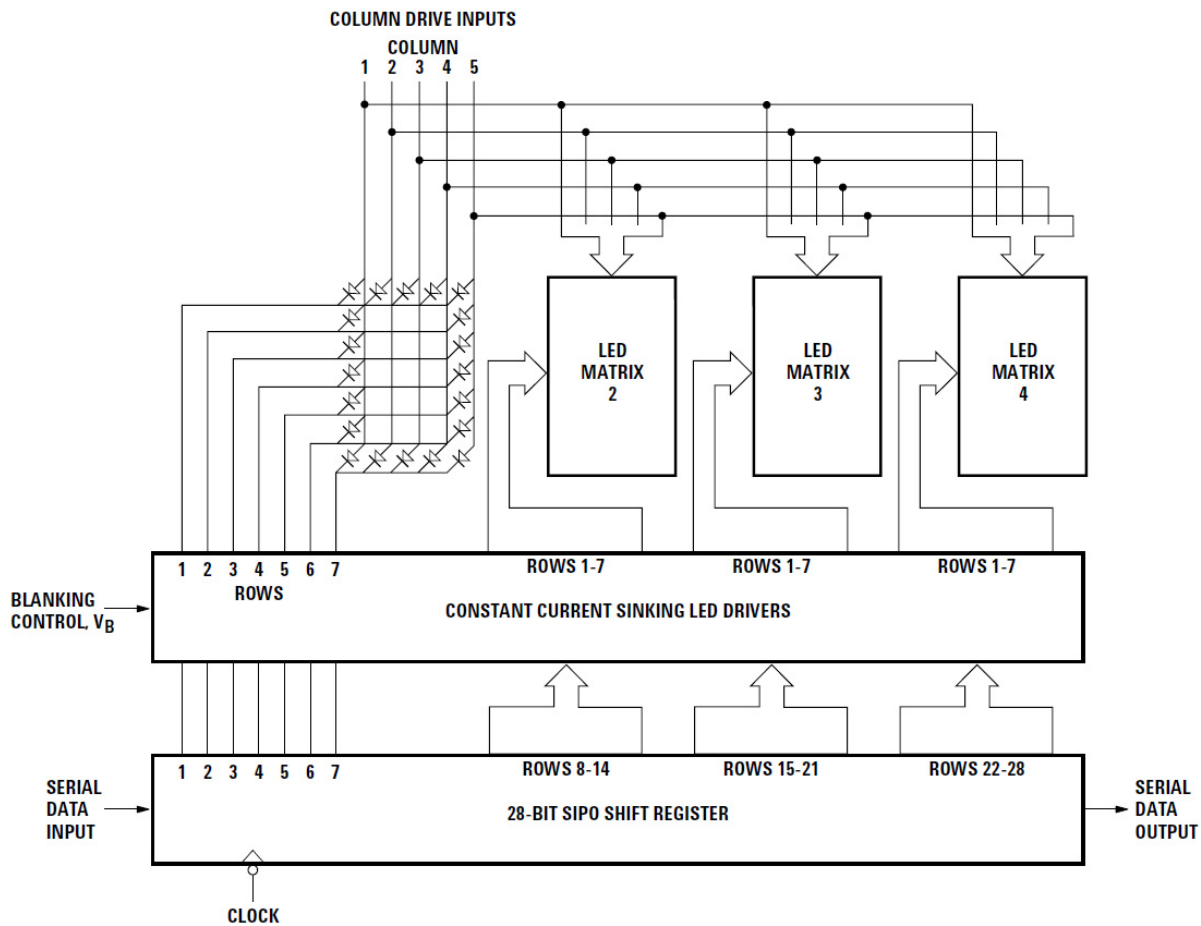 COLUMN DRIVE INPUTS
COLUMN
1 2 3 4 5
LED
MATRIX
2
LED
MATRIX
3
LED
MATRIX
4
1 2 3 4 5 6 7
ROWS
ROWS 1-7
ROWS 1-7
ROWS 1-7
BLANKING
CONTROL, VB
CONSTANT CURRENT SINKING LED DRIVERS
1 2 3 4 5 6 7
ROWS 8-14
ROWS 15-21
ROWS 22-28
SERIAL
DATA
INPUT
28-BIT SIPO SHIFT REGISTER
SERIAL
DATA
OUTPUT
CLOCK